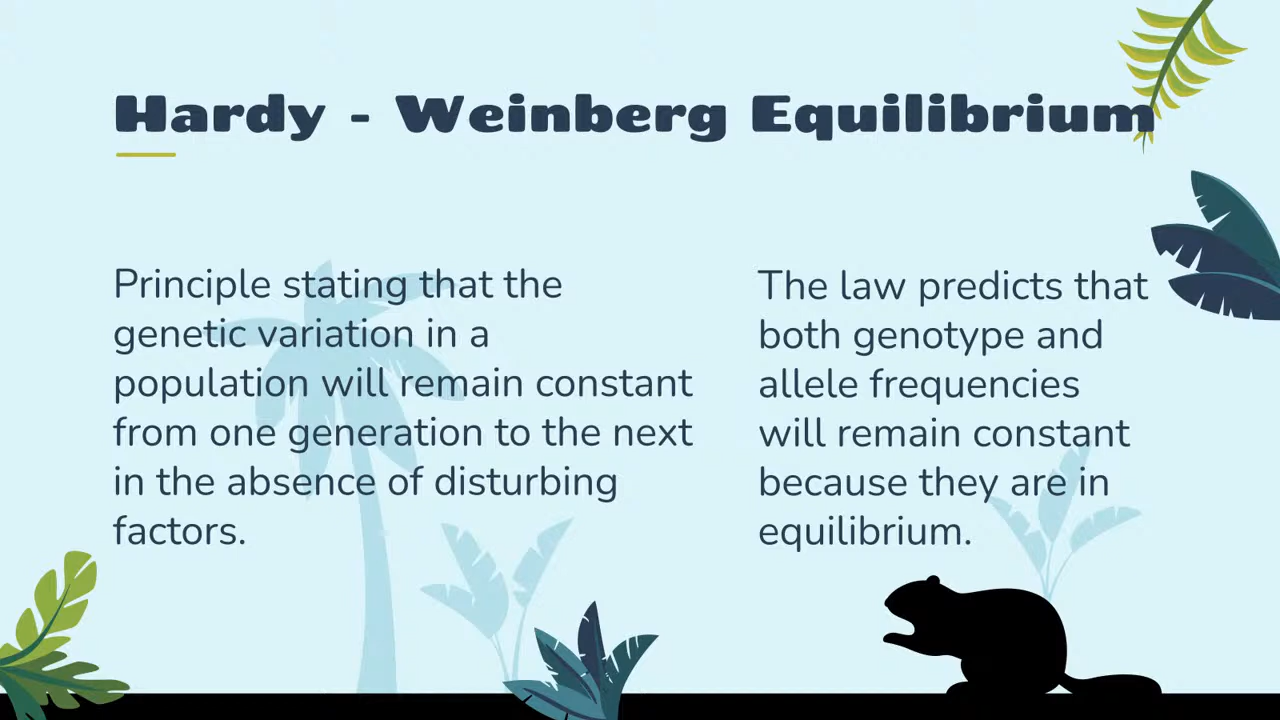 Hardy - Weinberg Equilibrium
Principle stating that the
genetic variation in a
population will remain constant
from one generation to the next
in the absence of disturbing
factors.
The law predicts that
both genotype and
allele frequencies
will remain constant
because they are in
equilibrium.